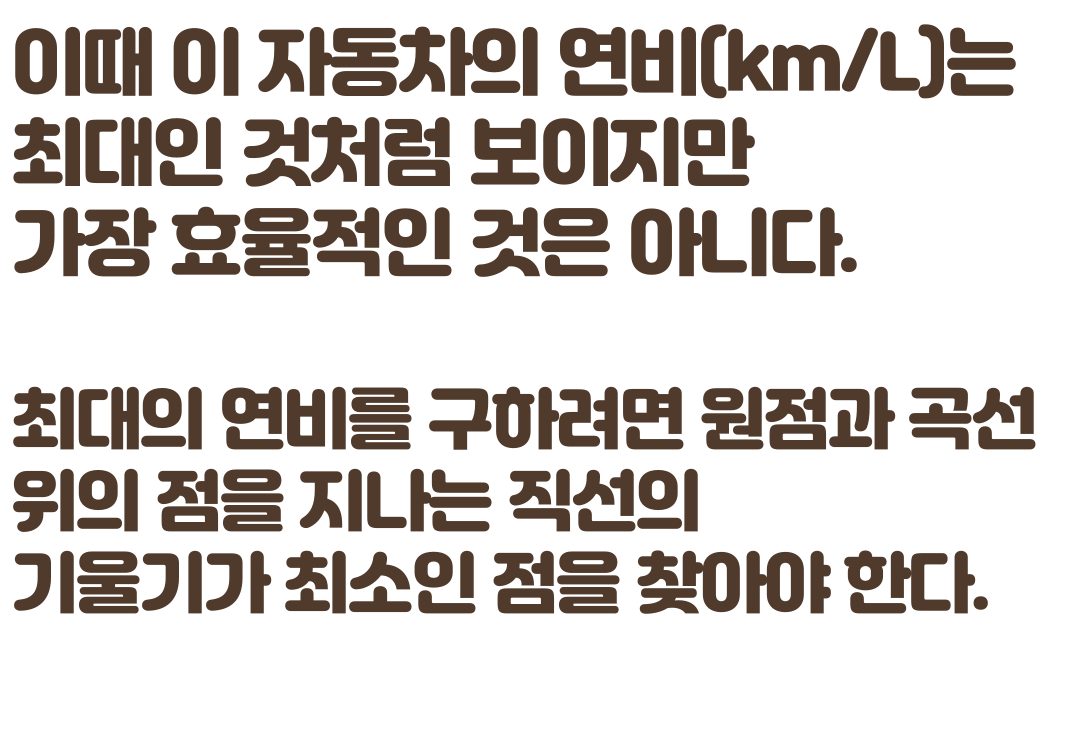 이때 이 자동차의 연비(km/L)는
최대인 것처럼 보이지만
가장 효율적인 것은 아니다.
최대의 연비를 구하려면 원점과 곡선
위의 점을 지나는 직선의
기울기가 최소인 점을 찾아야 한다.